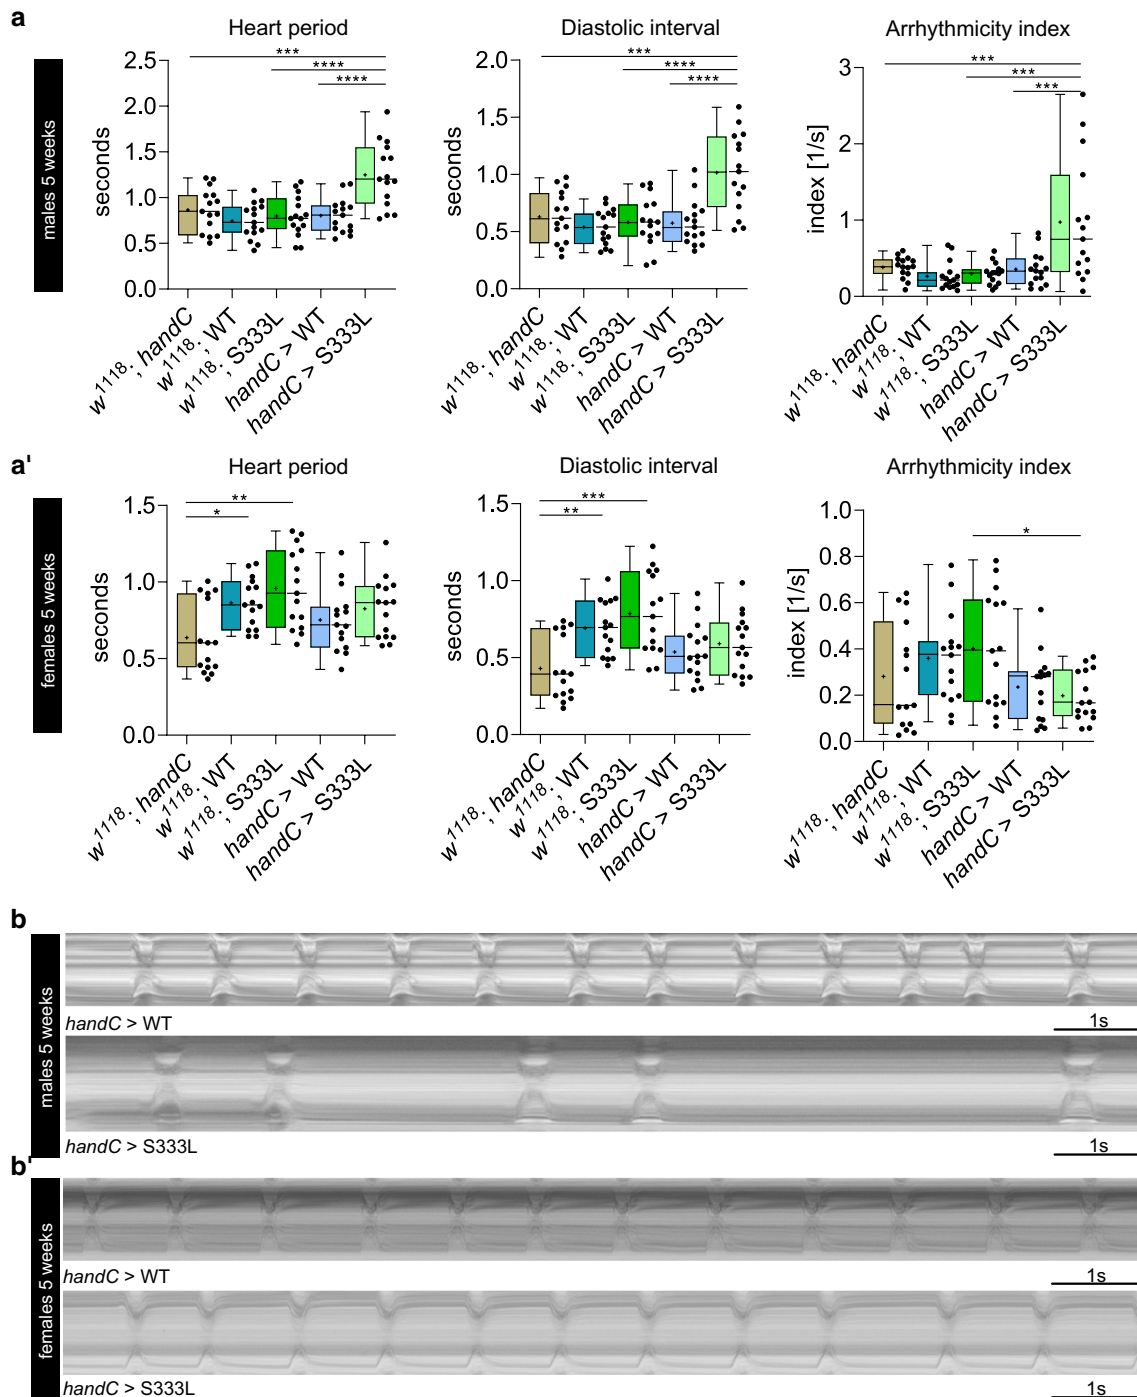 a
males 5 weeks
Heart period
***
****
****
2.5
2.0
1.5
1.0
0.5
0.0
seconds
w1118; handC
w1118; WT
w1118; S333L
handC > WT
handC > S333L
Diastolic interval
***
****
****
2.0
1.5
1.0
0.5
0.0
seconds
w1118; handC
w1118; WT
w1118; S333L
handC > WT
handC > S333L
Arrhythmicity index
***
***
***
3
2
1
0
index [1/s]
w1118; handC
w1118; WT
w1118; S333L
handC > WT
handC > S333L
a'
females 5 weeks
Heart period
**
*
1.5
1.0
0.5
0.0
seconds
w1118; handC
w1118; WT
w1118; S333L
handC > WT
handC > S333L
Diastolic interval
***
**
1.5
1.0
0.5
0.0
seconds
w1118; handC
w1118; WT
w1118; S333L
handC > WT
handC > S333L
Arrhythmicity index
*
1.0
0.8
0.6
0.4
0.2
0.0
index [1/s]
w1118; handC
w1118; WT
w1118; S333L
handC > WT
handC > S333L
b
males 5 weeks
handC > WT
1s
handC > S333L
1s
b'
females 5 weeks
handC > WT
1s
handC > S333L
1s